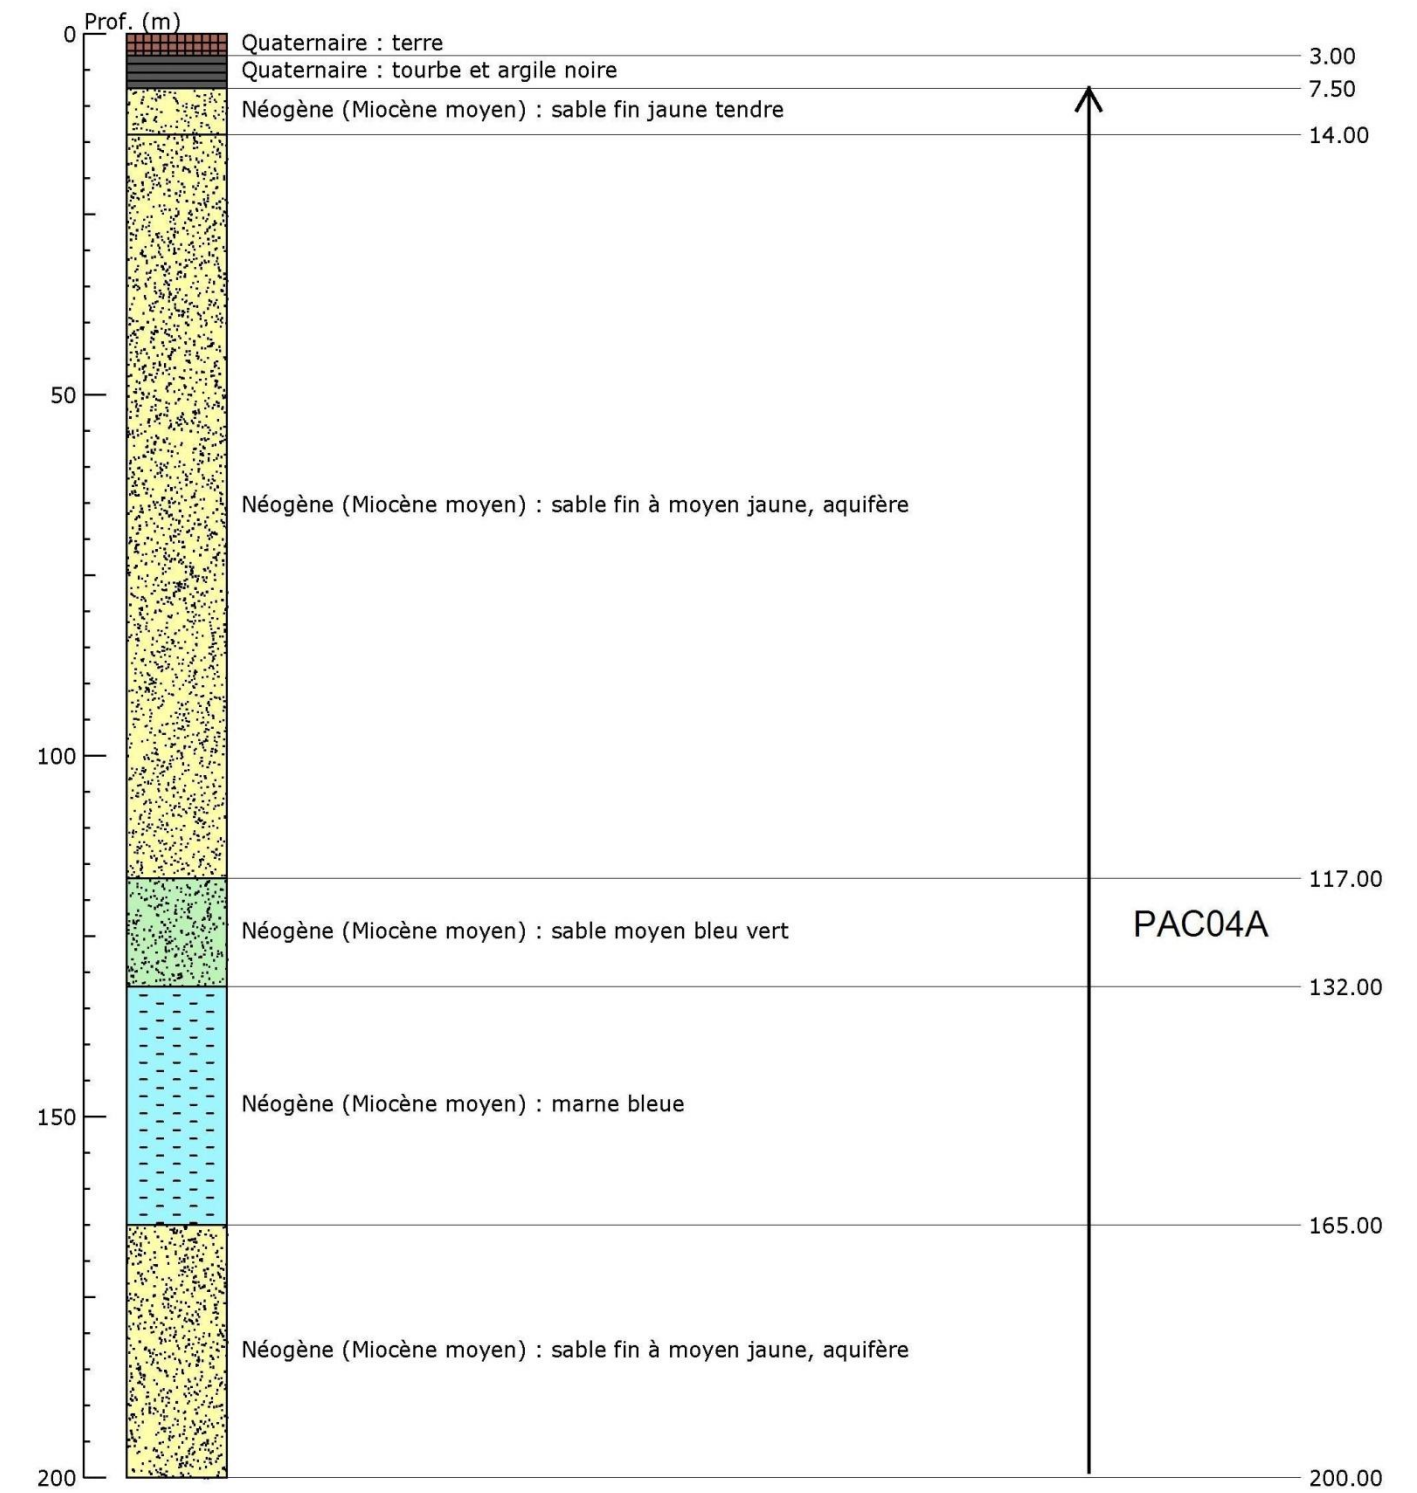 Prof. (m)
0
Quaternaire : terre
3.00
Quaternaire : tourbe et argile noire
7.50
Néogène (Miocène moyen) : sable fin jaune tendre
14.00
50
Néogène (Miocène moyen) : sable fin à moyen jaune, aquifère
100
117.00
Néogène (Miocène moyen) : sable moyen bleu vert
PAC04A
132.00
Néogène (Miocène moyen) : marne bleue
150
165.00
Néogène (Miocène moyen) : sable fin à moyen jaune, aquifère
200
200.00